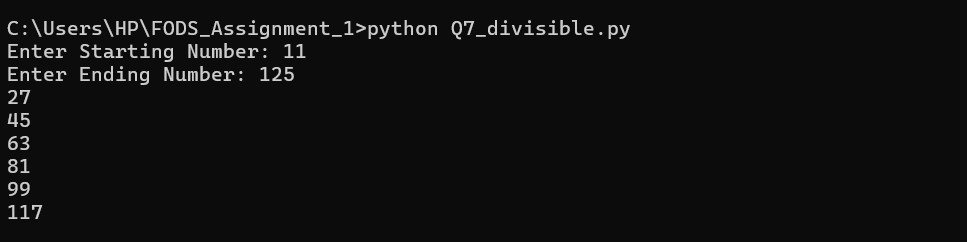 C:\Users\HP\FODS_Assignment_1>python Q7_divisible.py
Enter Starting Number: 11
Enter Ending Number: 125
27
45
63
81
99
117